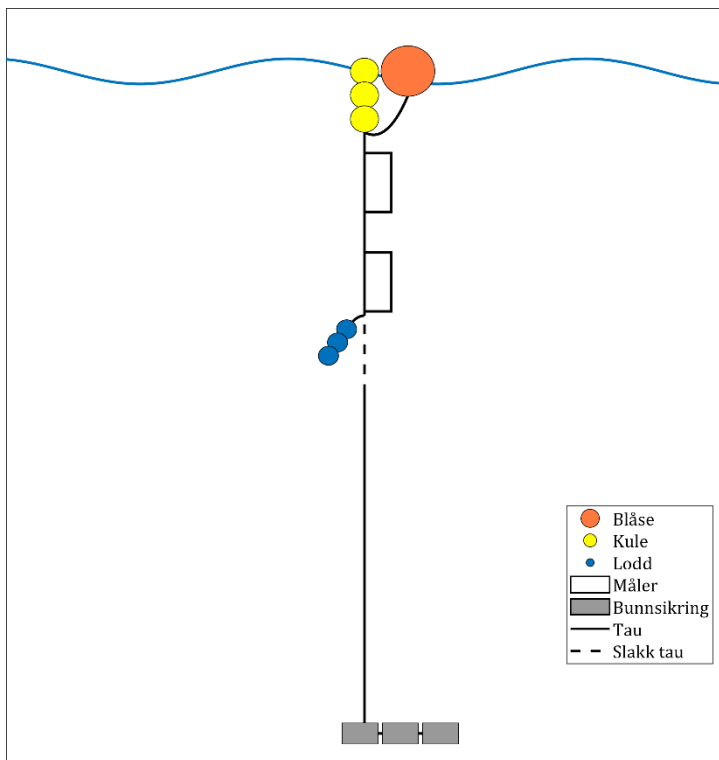 Blåse
Kule
Lodd
Måler
Bunnsikring
Tau
Slakk tau